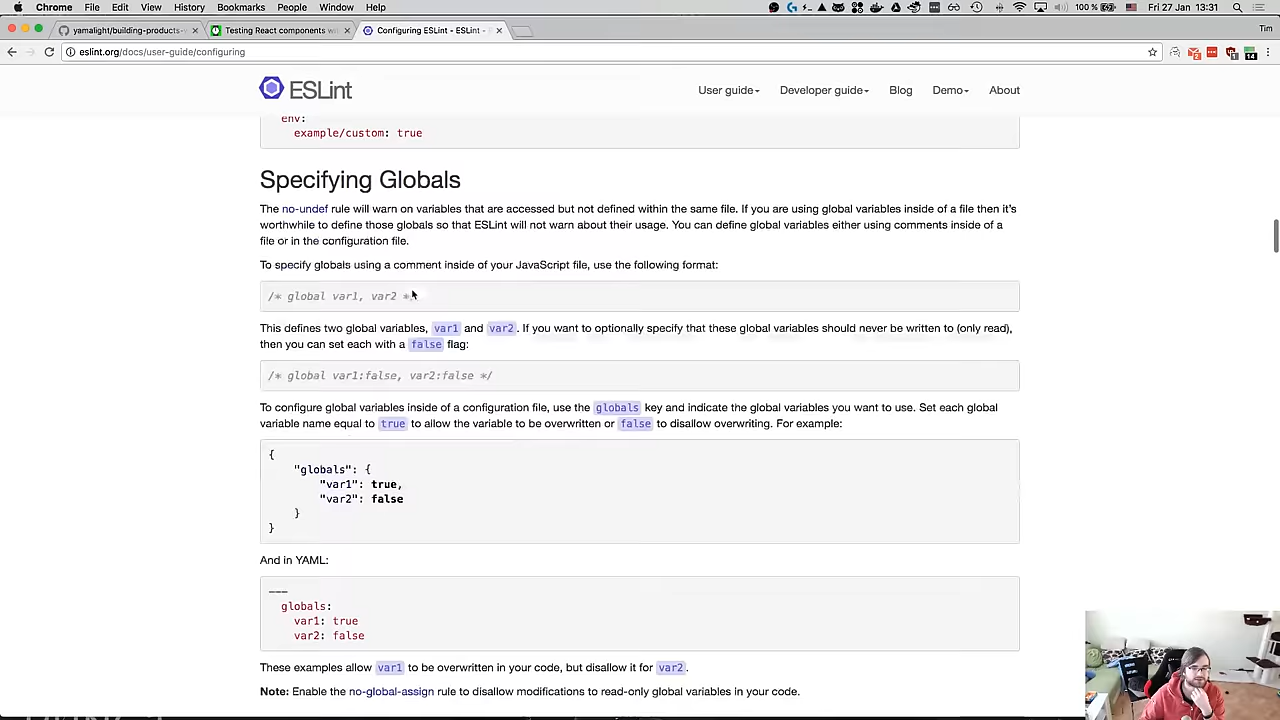 Chrome File Edit View History Bookmarks People Window Help 100 % Fri 27 Jan 13:31
yamalight/building-products- Testing React components with Configuring ESLint - ESLint - Tim
eslint.org/docs/user-guide/configuring
ESLint User guide Developer guide Blog Demo About
env:
example/custom: true
Specifying Globals
The no-undef rule will warn on variables that are accessed but not defined within the same file. If you are using global variables inside of a file then it's
worthwhile to define those globals so that ESLint will not warn about their usage. You can define global variables either using comments inside of a
file or in the configuration file.
To specify globals using a comment inside of your JavaScript file, use the following format:
/* global var1, var2 */
This defines two global variables, var1 and var2. If you want to optionally specify that these global variables should never be written to (only read),
then you can set each with a false flag:
/* global var1:false, var2:false */
To configure global variables inside of a configuration file, use the globals key and indicate the global variables you want to use. Set each global
variable name equal to true to allow the variable to be overwritten or false to disallow overwriting. For example:
{
"globals": {
"var1": true,
"var2": false
}
}
And in YAML:
---
globals:
var1: true
var2: false
These examples allow var1 to be overwritten in your code, but disallow it for var2.
Note: Enable the no-global-assign rule to disallow modifications to read-only global variables in your code.